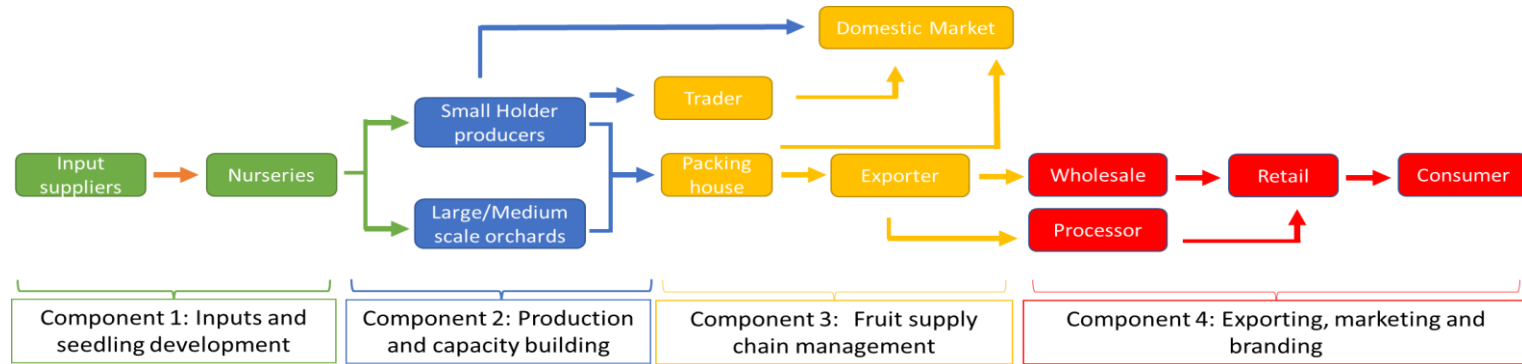 Domestic Market
Trader
Small Holder
producers
Input
suppliers
Nurseries
Packing
house
Exporter
Wholesale
Retail
Consumer
Large/Medium
scale orchards
Processor
Component 1: Inputs and
seedling development
Component 2: Production
and capacity building
Component 3: Fruit supply
chain management
Component 4: Exporting, marketing and
branding